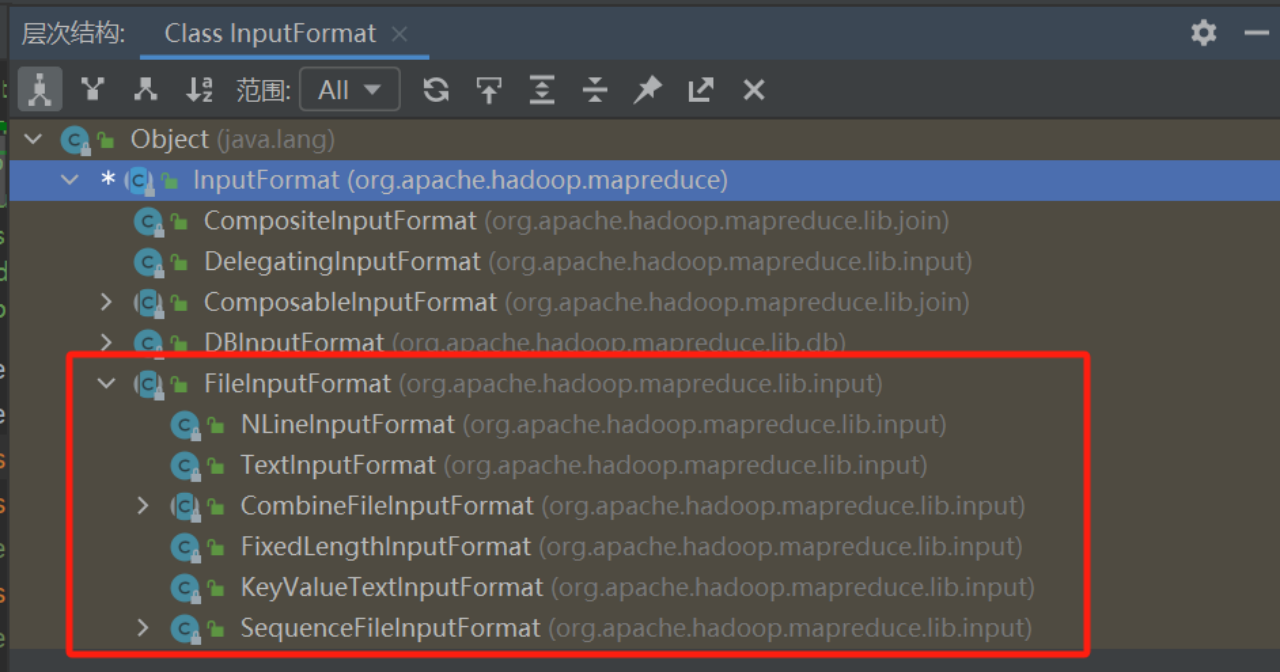 层次结构: Class InputFormat
范围: All
Object (java.lang)
* InputFormat (org.apache.hadoop.mapreduce)
CompositeInputFormat (org.apache.hadoop.mapreduce.lib.join)
DelegatingInputFormat (org.apache.hadoop.mapreduce.lib.input)
ComposableInputFormat (org.apache.hadoop.mapreduce.lib.join)
DBInputFormat (org.apache.hadoop.mapreduce.lib.db)
FileInputFormat (org.apache.hadoop.mapreduce.lib.input)
NLineInputFormat (org.apache.hadoop.mapreduce.lib.input)
TextInputFormat (org.apache.hadoop.mapreduce.lib.input)
CombineFileInputFormat (org.apache.hadoop.mapreduce.lib.input)
FixedLengthInputFormat (org.apache.hadoop.mapreduce.lib.input)
KeyValueTextInputFormat (org.apache.hadoop.mapreduce.lib.input)
SequenceFileInputFormat (org.apache.hadoop.mapreduce.lib.input)